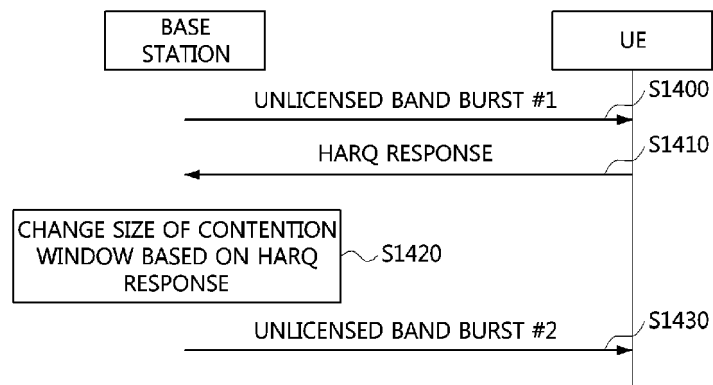 BASE
STATION
UE
UNLICENSED BAND BURST #1
S1400
HARQ RESPONSE
S1410
CHANGE SIZE OF CONTENTION
WINDOW BASED ON HARQ
RESPONSE
S1420
UNLICENSED BAND BURST #2
S1430